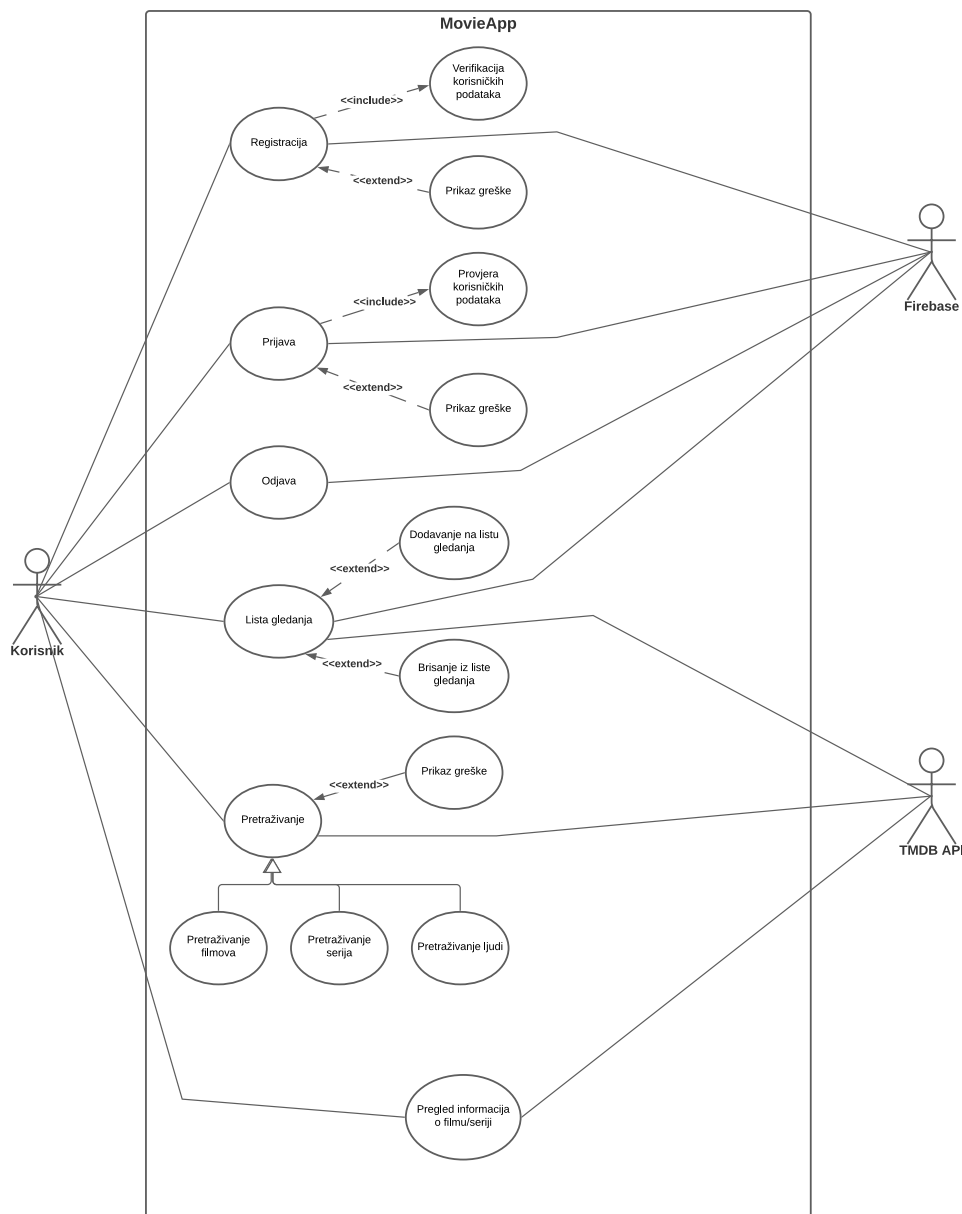 MovieApp
Verifikacija
korisničkih
podataka
<<include>>
Registracija
<<extend>>
Prikaz greške
Provjera
korisničkih
podataka
<<include>>
Firebase
Prijava
<<extend>>
Prikaz greške
Odjava
Dodavanje na listu
gledanja
<<extend>>
Lista gledanja
Korisnik
<<extend>>
Brisanje iz liste
gledanja
Prikaz greške
<<extend>>
Pretraživanje
TMDB API
Pretraživanje
filmova
Pretraživanje
serija
Pretraživanje ljudi
Pregled informacija
o filmu/seriji